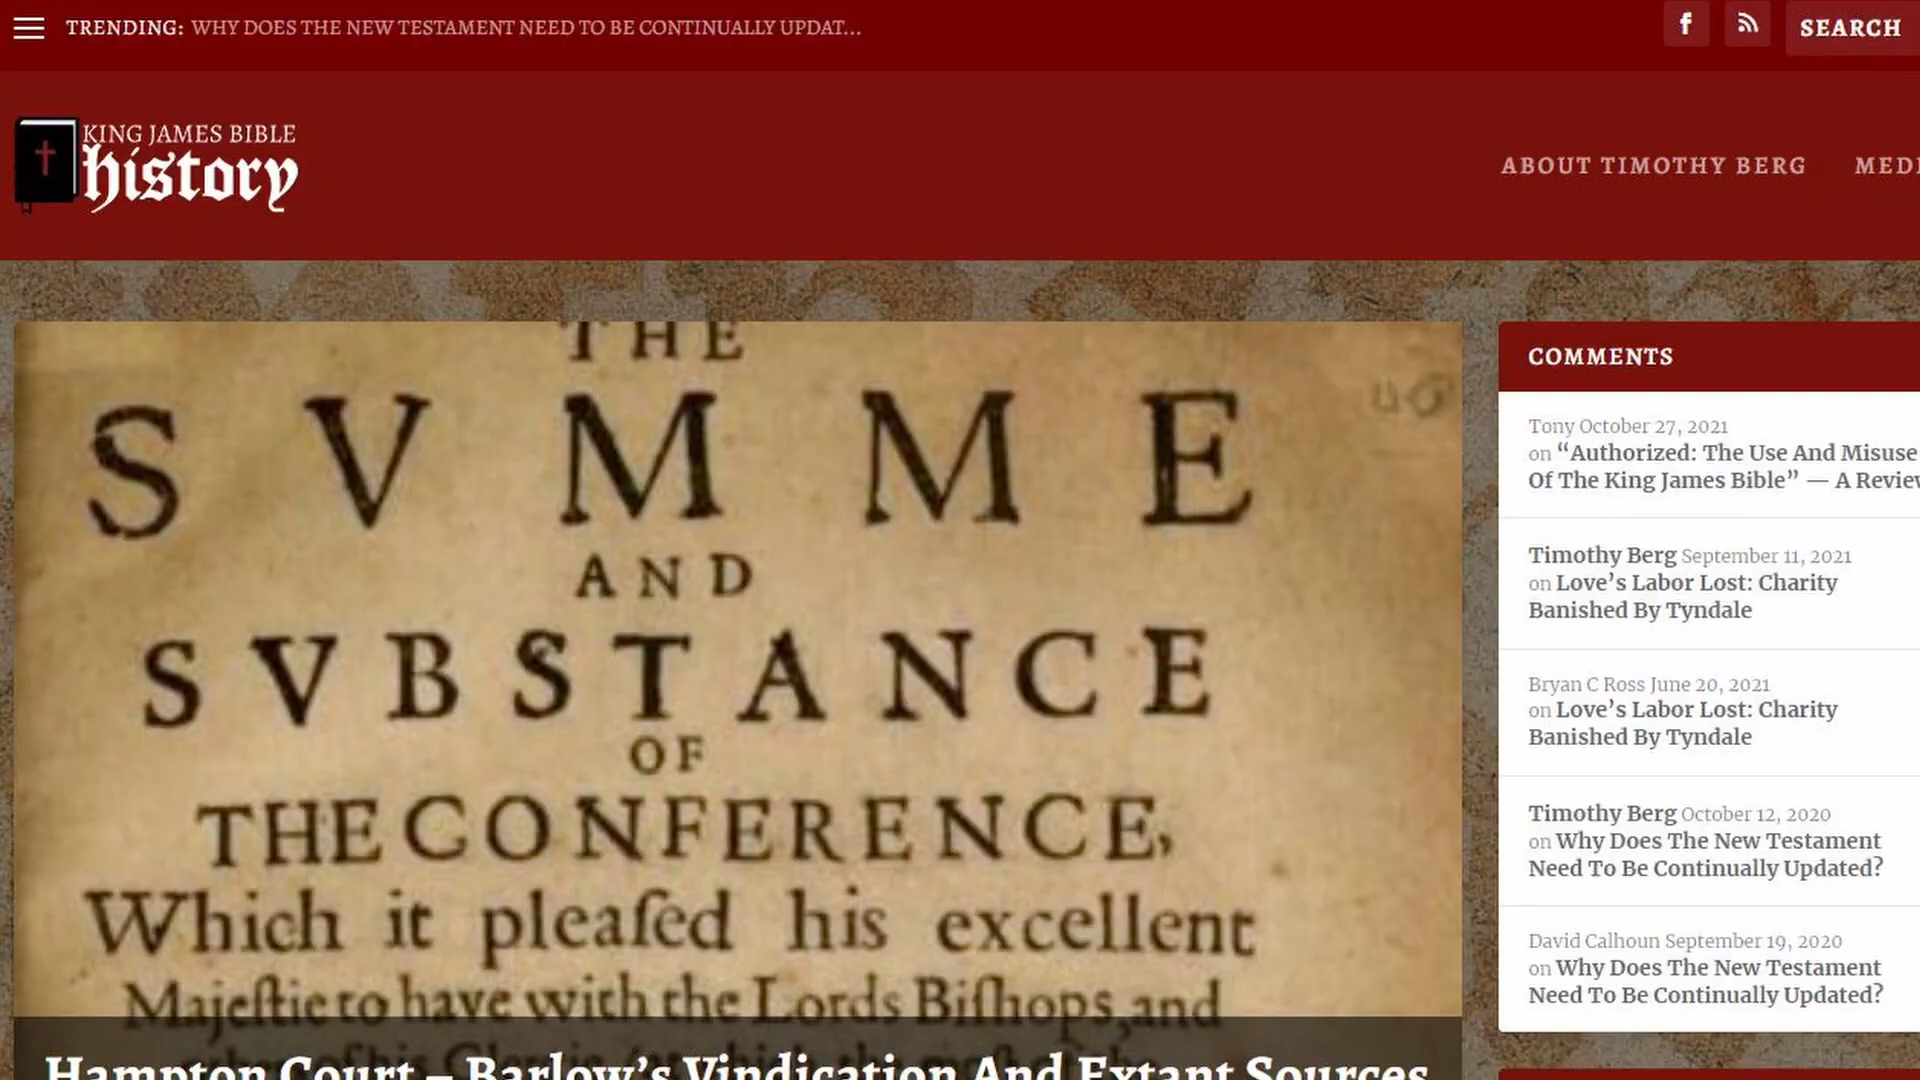 TRENDING: WHY DOES THE NEW TESTAMENT NEED TO BE CONTINUALLY UPDAT...
SEARCH
KING JAMES BIBLE
history
ABOUT TIMOTHY BERG
THE
SVMME
AND
SVBSTANCE
OF
THE CONFERENCE,
Which it pleaſed his excellent
Majeſtie to have with the Lords Biſhops, and
Hampton Court – Barlow’s Vindication And Extant Sources
COMMENTS
Tony October 27, 2021
on “Authorized: The Use And Misuse
Of The King James Bible” — A Review
Timothy Berg September 11, 2021
on Love’s Labor Lost: Charity
Banished By Tyndale
Bryan C Ross June 20, 2021
on Love’s Labor Lost: Charity
Banished By Tyndale
Timothy Berg October 12, 2020
on Why Does The New Testament
Need To Be Continually Updated?
David Calhoun September 19, 2020
on Why Does The New Testament
Need To Be Continually Updated?